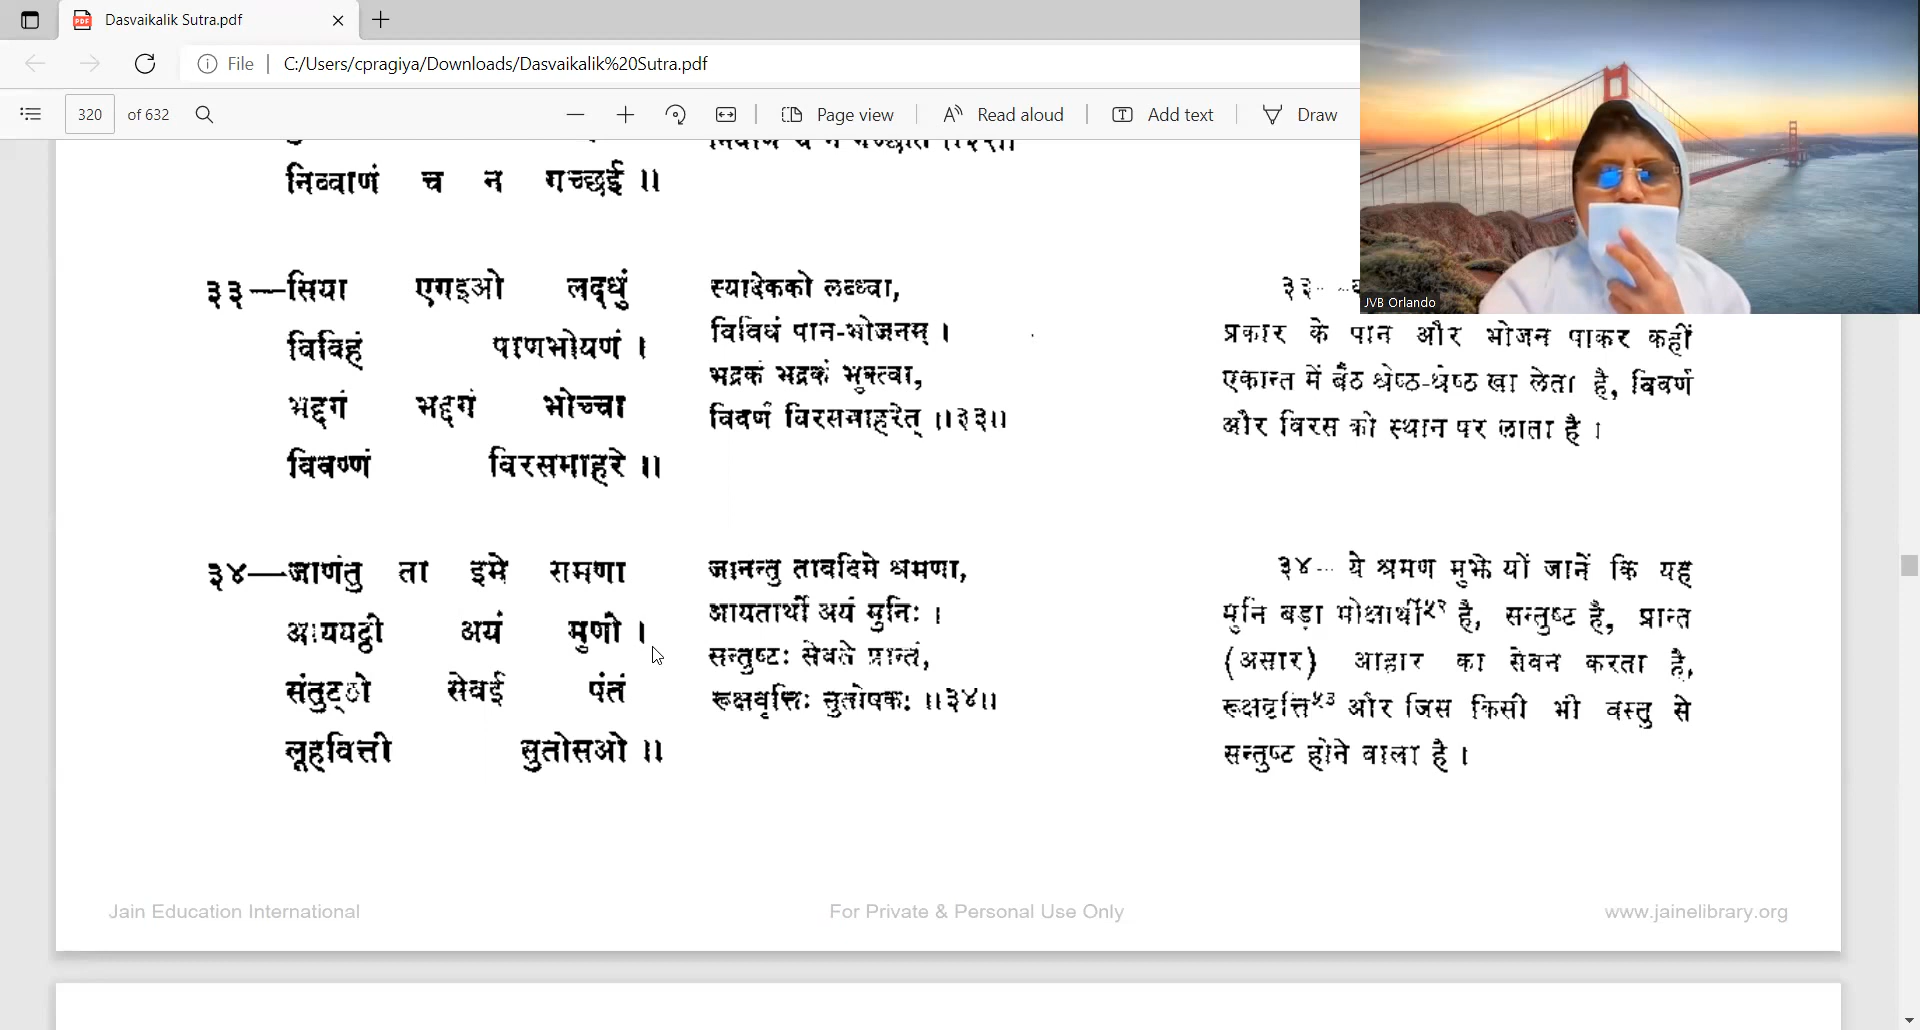 Dasvaikalik Sutra.pdf
File | C:/Users/cpragiya/Downloads/Dasvaikalik%20Sutra.pdf
320 of 632 Page view Read aloud Add text Draw
JVB Orlando
निव्वाणं च न गच्छई ॥
३३—सिया एगइओ लद्धुं
विविहं पाणभोयणं ।
भद्दगं भद्दगं भोच्चा
विवण्णं विरसमाहरे ॥
स्यादेकको लब्ध्वा,
विविधं पान-भोजनम् ।
भद्रकं भद्रकं भुक्त्वा,
विवर्णं विरसमाहरेत् ॥३३॥
३३
प्रकार के पान और भोजन पाकर कहीं
एकान्त में बैठ श्रेष्ठ-श्रेष्ठ खा लेता है, विवर्ण
और विरस को स्थान पर लाता है ।
३४—जाणंतु ता इमे समणा
आययट्ठी अयं मुणी ।
संतुट्ठो सेवई पंतं
लूहवित्ती सुतोसओ ॥
जानन्तु तावदिमे श्रमणा,
आयतार्थी अयं मुनिः ।
सन्तुष्टः सेवते प्रान्तं,
रूक्षवृत्तिः सुतोषकः ॥३४॥
३४— ये श्रमण मुझे यों जानें कि यह
मुनि बड़ा मोक्षार्थी५२ है, सन्तुष्ट है, प्रान्त
(असार) आहार का सेवन करता है,
रूक्षवृत्ति५३ और जिस किसी भी वस्तु से
सन्तुष्ट होने वाला है ।
Jain Education International
For Private & Personal Use Only
www.jainelibrary.org